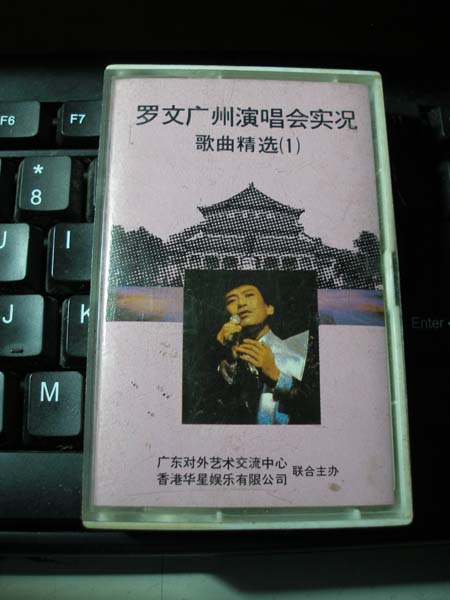 罗文广州演唱会实况
歌曲精选(1)
广东对外艺术交流中心
香港华星娱乐有限公司
联合主办
F6
F7
*
8
U
I
J
K
M
Enter